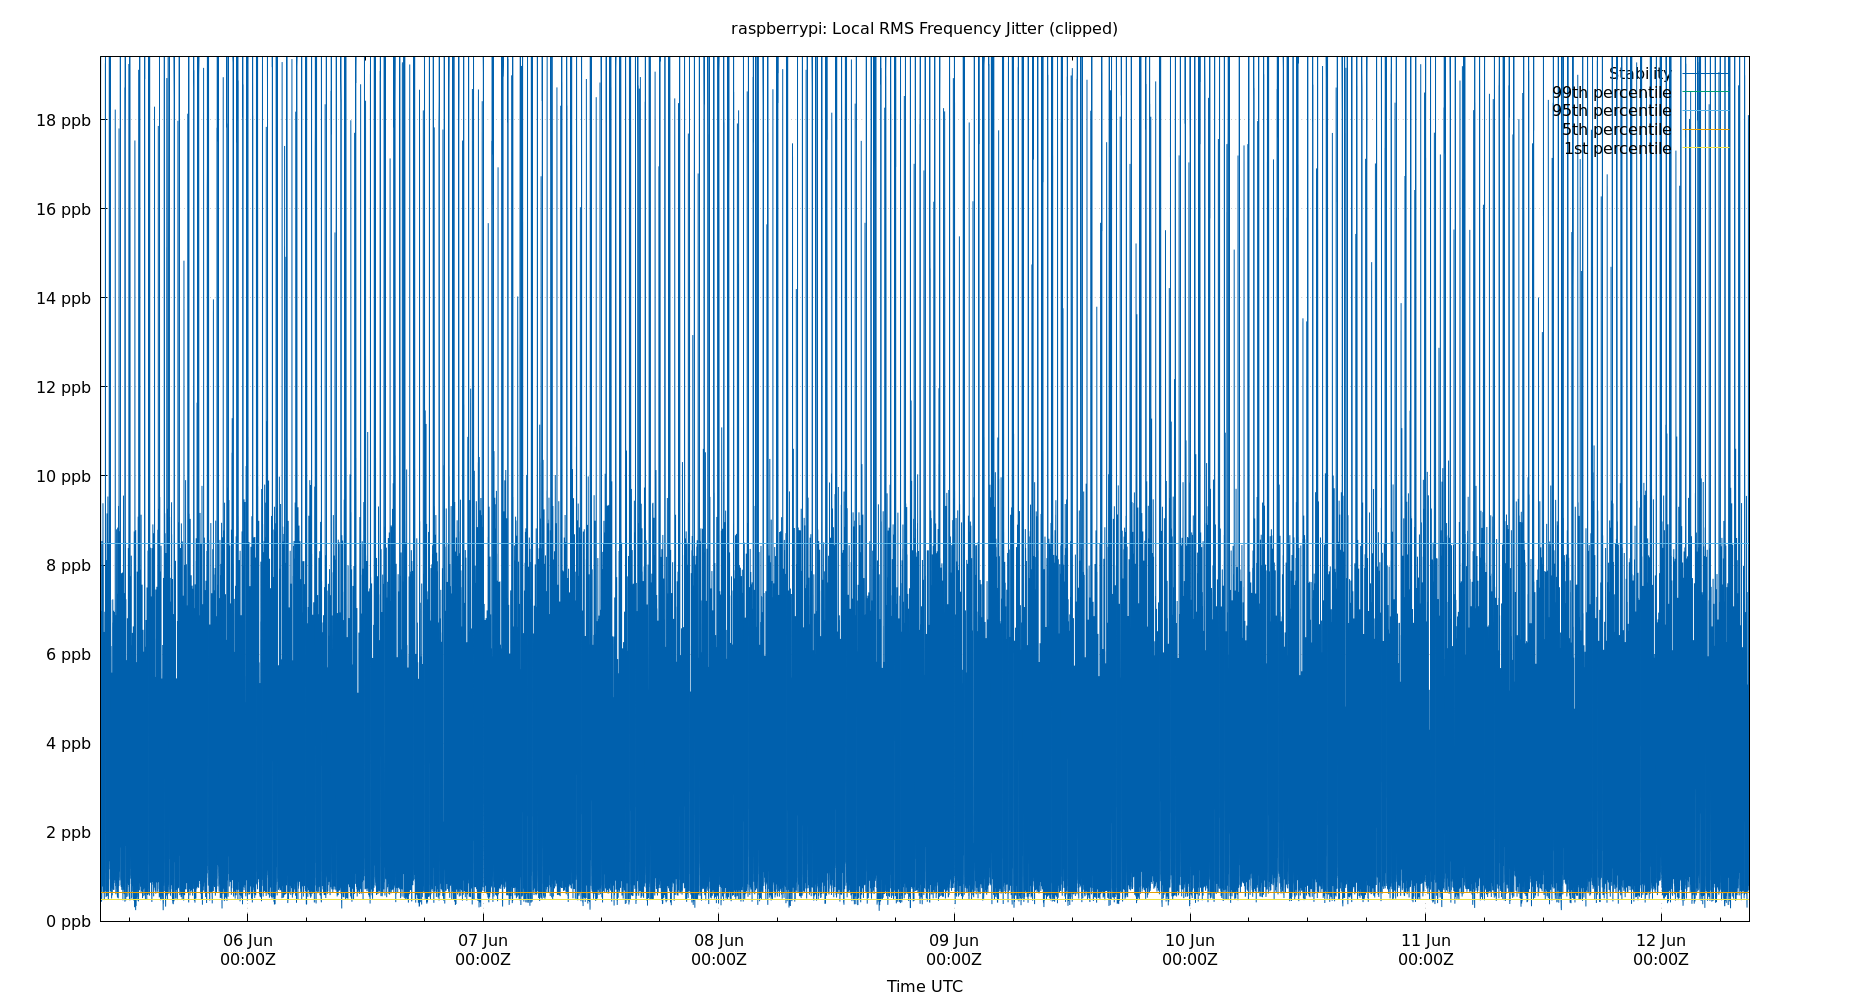 raspberrypi: Local RMS Frequency Jitter (clipped)
Stability
99th percentile
95th percentile
5th percentile
1st percentile
18 ppb
16 ppb
14 ppb
12 ppb
10 ppb
8 ppb
6 ppb
4 ppb
2 ppb
0 ppb
06 Jun 07 Jun 08 Jun 09 Jun 10 Jun 11 Jun 12 Jun
00:00Z 00:00Z 00:00Z 00:00Z 00:00Z 00:00Z 00:00Z
Time UTC